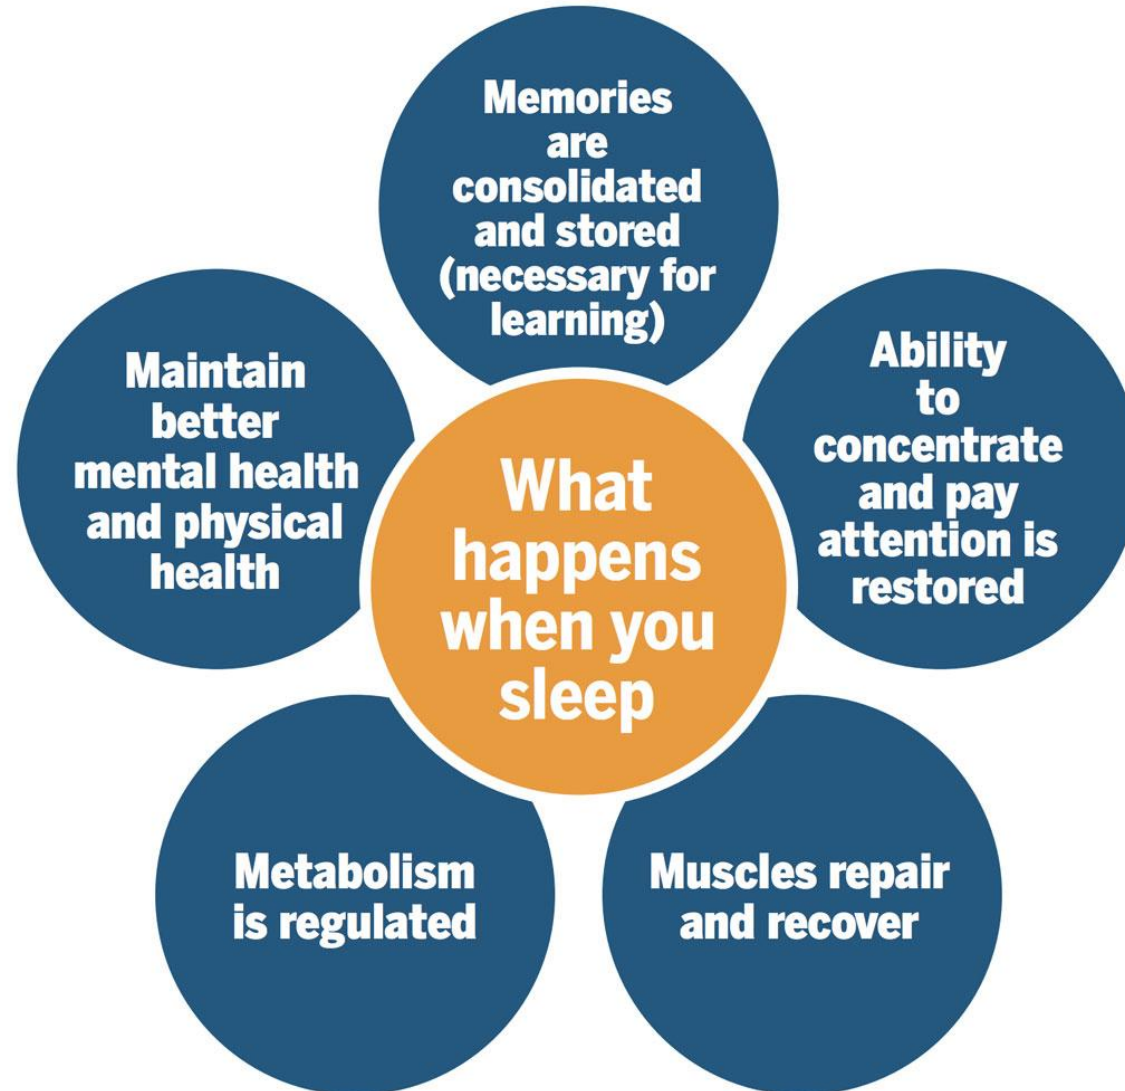 Memories
are
consolidated
and stored
(necessary for
learning)
Ability
to
concentrate
and pay
attention is
restored
Muscles repair
and recover
Metabolism
is regulated
Maintain
better
mental health
and physical
health
What
happens
when you
sleep